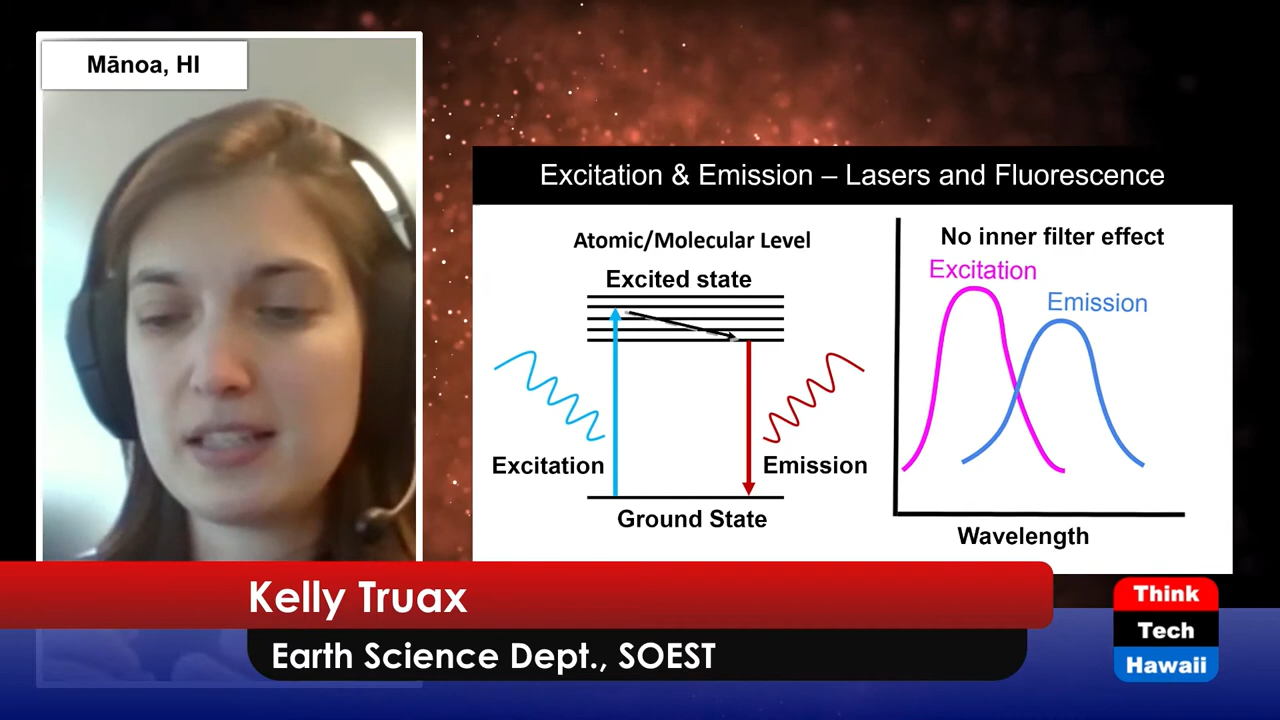 Mānoa, HI
Excitation & Emission – Lasers and Fluorescence
Atomic/Molecular Level
Excited state
Excitation
Emission
Ground State
No inner filter effect
Excitation
Emission
Wavelength
Kelly Truax
Earth Science Dept., SOEST
Think
Tech
Hawaii